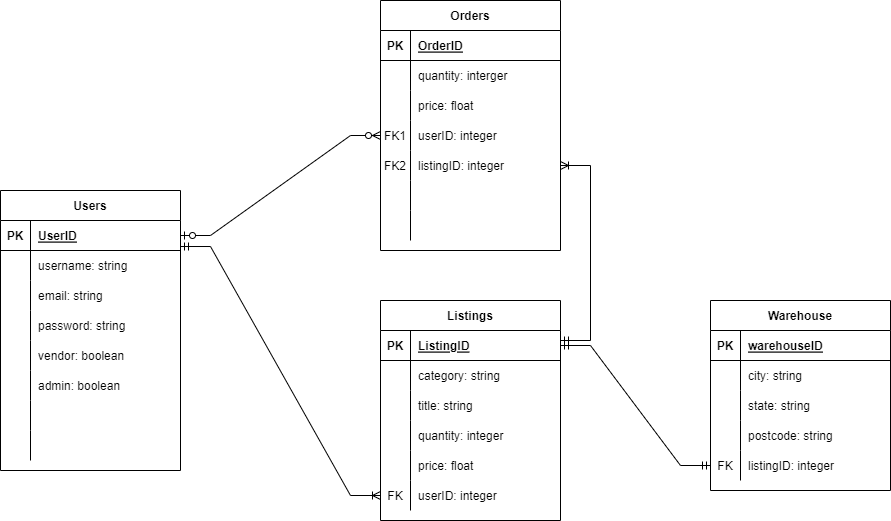 Orders
PK OrderID
quantity: interger
price: float
FK1 userID: integer
FK2 listingID: integer
Users
PK UserID
username: string
email: string
password: string
vendor: boolean
admin: boolean
Listings
PK ListingID
category: string
title: string
quantity: integer
price: float
FK userID: integer
Warehouse
PK warehouseID
city: string
state: string
postcode: string
FK listingID: integer